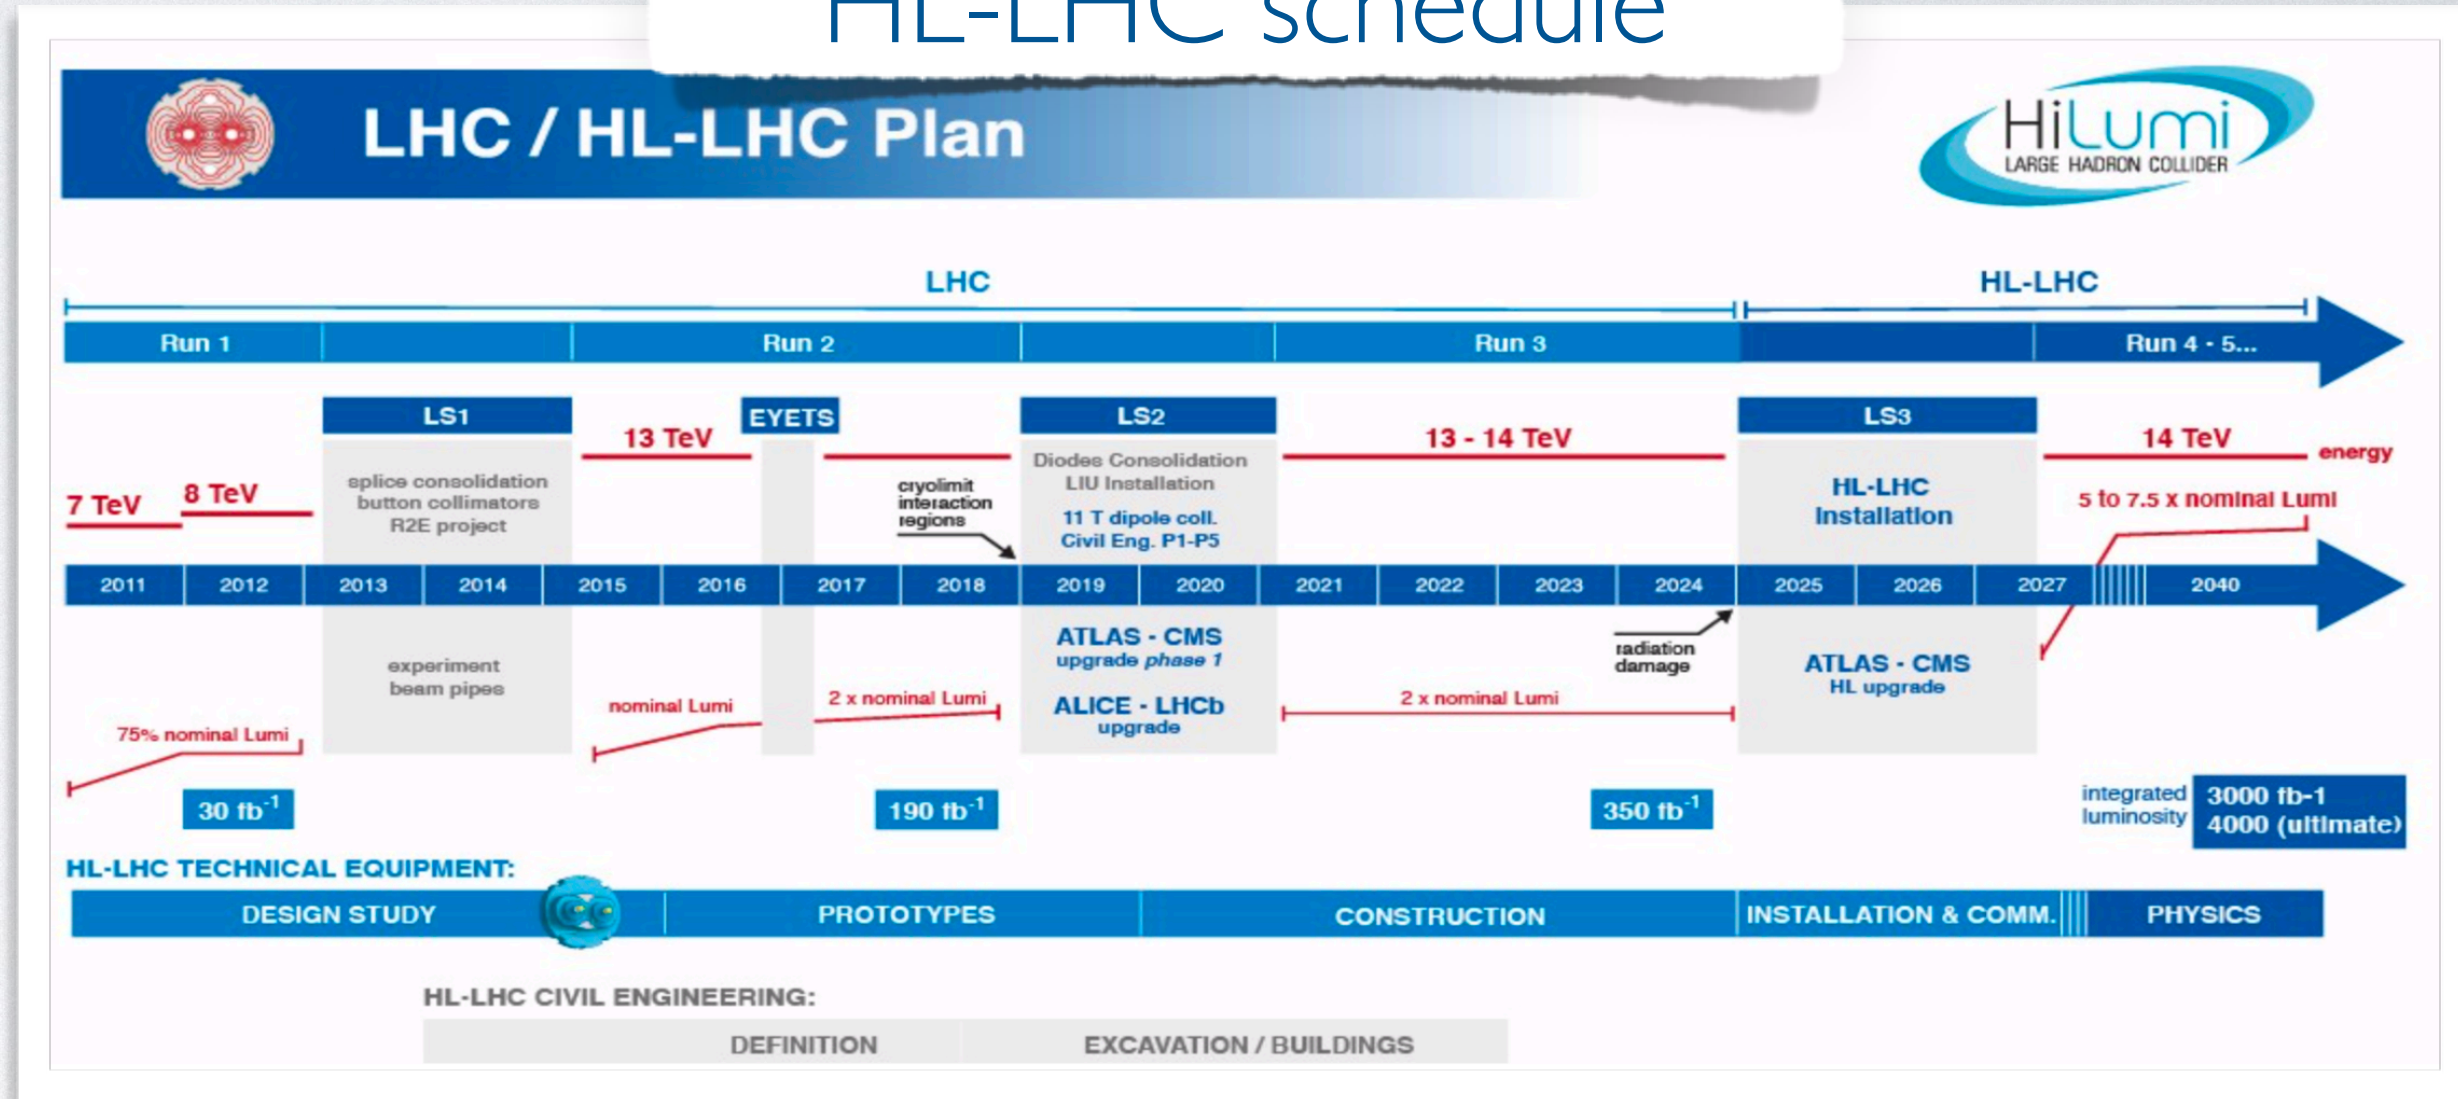 HL-LHC schedule
LHC / HL-LHC Plan
HiLumi
LARGE HADRON COLLIDER
LHC
HL-LHC
Run 1
Run 2
Run 3
Run 4 - 5...
LS1
EYETS
LS2
LS3
13 TeV
13 - 14 TeV
14 TeV
energy
7 TeV
8 TeV
splice consolidation
button collimators
R2E project
cryolimit
interaction
regions
Diodes Consolidation
LIU Installation
11 T dipole coll.
Civil Eng. P1-P5
HL-LHC
Installation
5 to 7.5 x nominal Lumi
2011
2012
2013
2014
2015
2016
2017
2018
2019
2020
2021
2022
2023
2024
2025
2026
2027
2040
experiment
beam pipes
ATLAS - CMS
upgrade phase 1
ALICE - LHCb
upgrade
radiation
damage
ATLAS - CMS
HL upgrade
75% nominal Lumi
nominal Lumi
2 x nominal Lumi
2 x nominal Lumi
30 fb-1
190 fb-1
350 fb-1
integrated
luminosity
3000 fb-1
4000 (ultimate)
HL-LHC TECHNICAL EQUIPMENT:
DESIGN STUDY
PROTOTYPES
CONSTRUCTION
INSTALLATION & COMM.
PHYSICS
HL-LHC CIVIL ENGINEERING:
DEFINITION
EXCAVATION / BUILDINGS